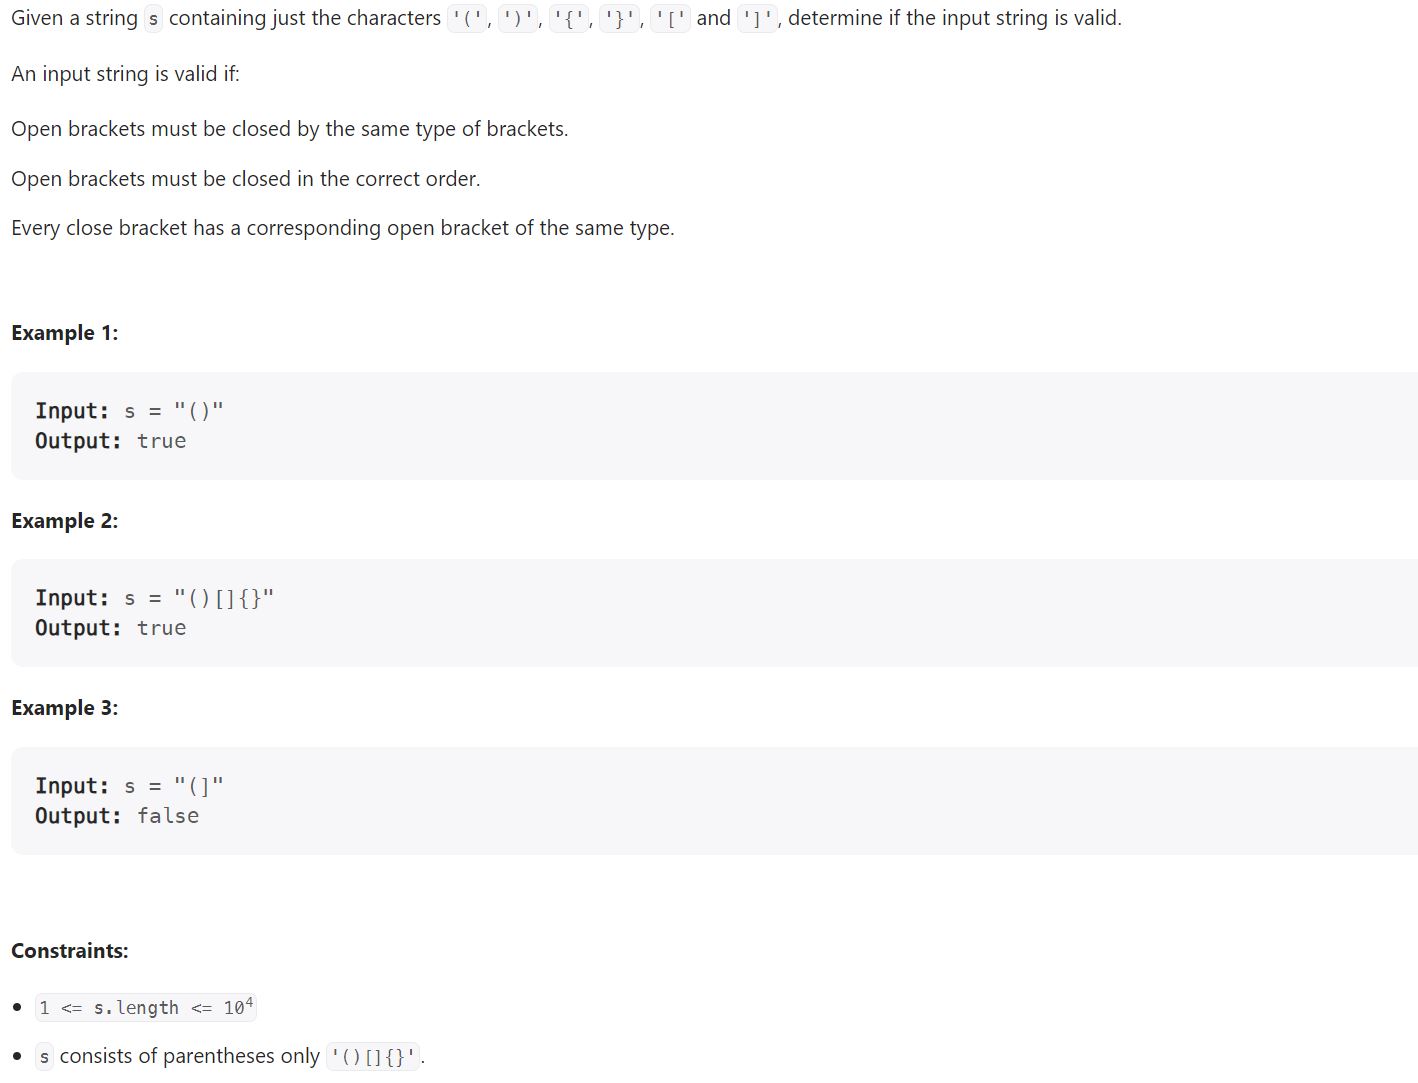 Given a string s containing just the characters '(', ')', '{', '}', '[' and ']', determine if the input string is valid.
An input string is valid if:
Open brackets must be closed by the same type of brackets.
Open brackets must be closed in the correct order.
Every close bracket has a corresponding open bracket of the same type.
Example 1:
Input: s = "()"
Output: true
Example 2:
Input: s = "()[]{}"
Output: true
Example 3:
Input: s = "(]"
Output: false
Constraints:
• 1 <= s.length <= 10⁴
• s consists of parentheses only '()[]{}'.